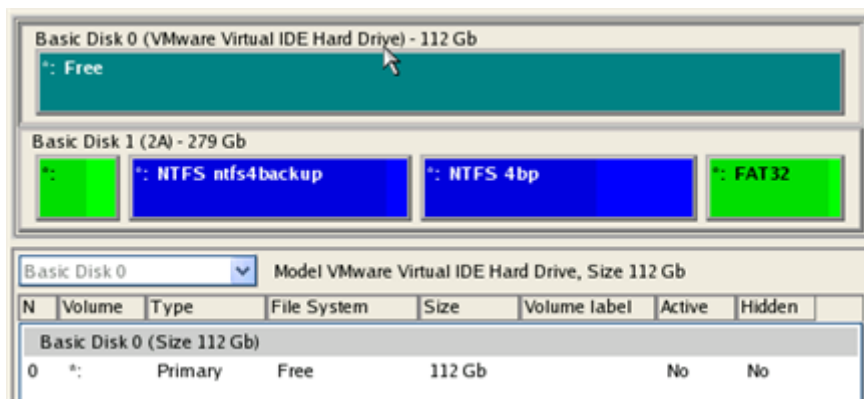 Basic Disk 0 (VMware Virtual IDE Hard Drive) - 112 Gb
*: Free
Basic Disk 1 (2A) - 279 Gb
*: *: NTFS ntfs4backup *: NTFS 4bp *: FAT32
Basic Disk 0 Model VMware Virtual IDE Hard Drive, Size 112 Gb
N Volume Type File System Size Volume label Active Hidden
Basic Disk 0 (Size 112 Gb)
0 *: Primary Free 112 Gb No No